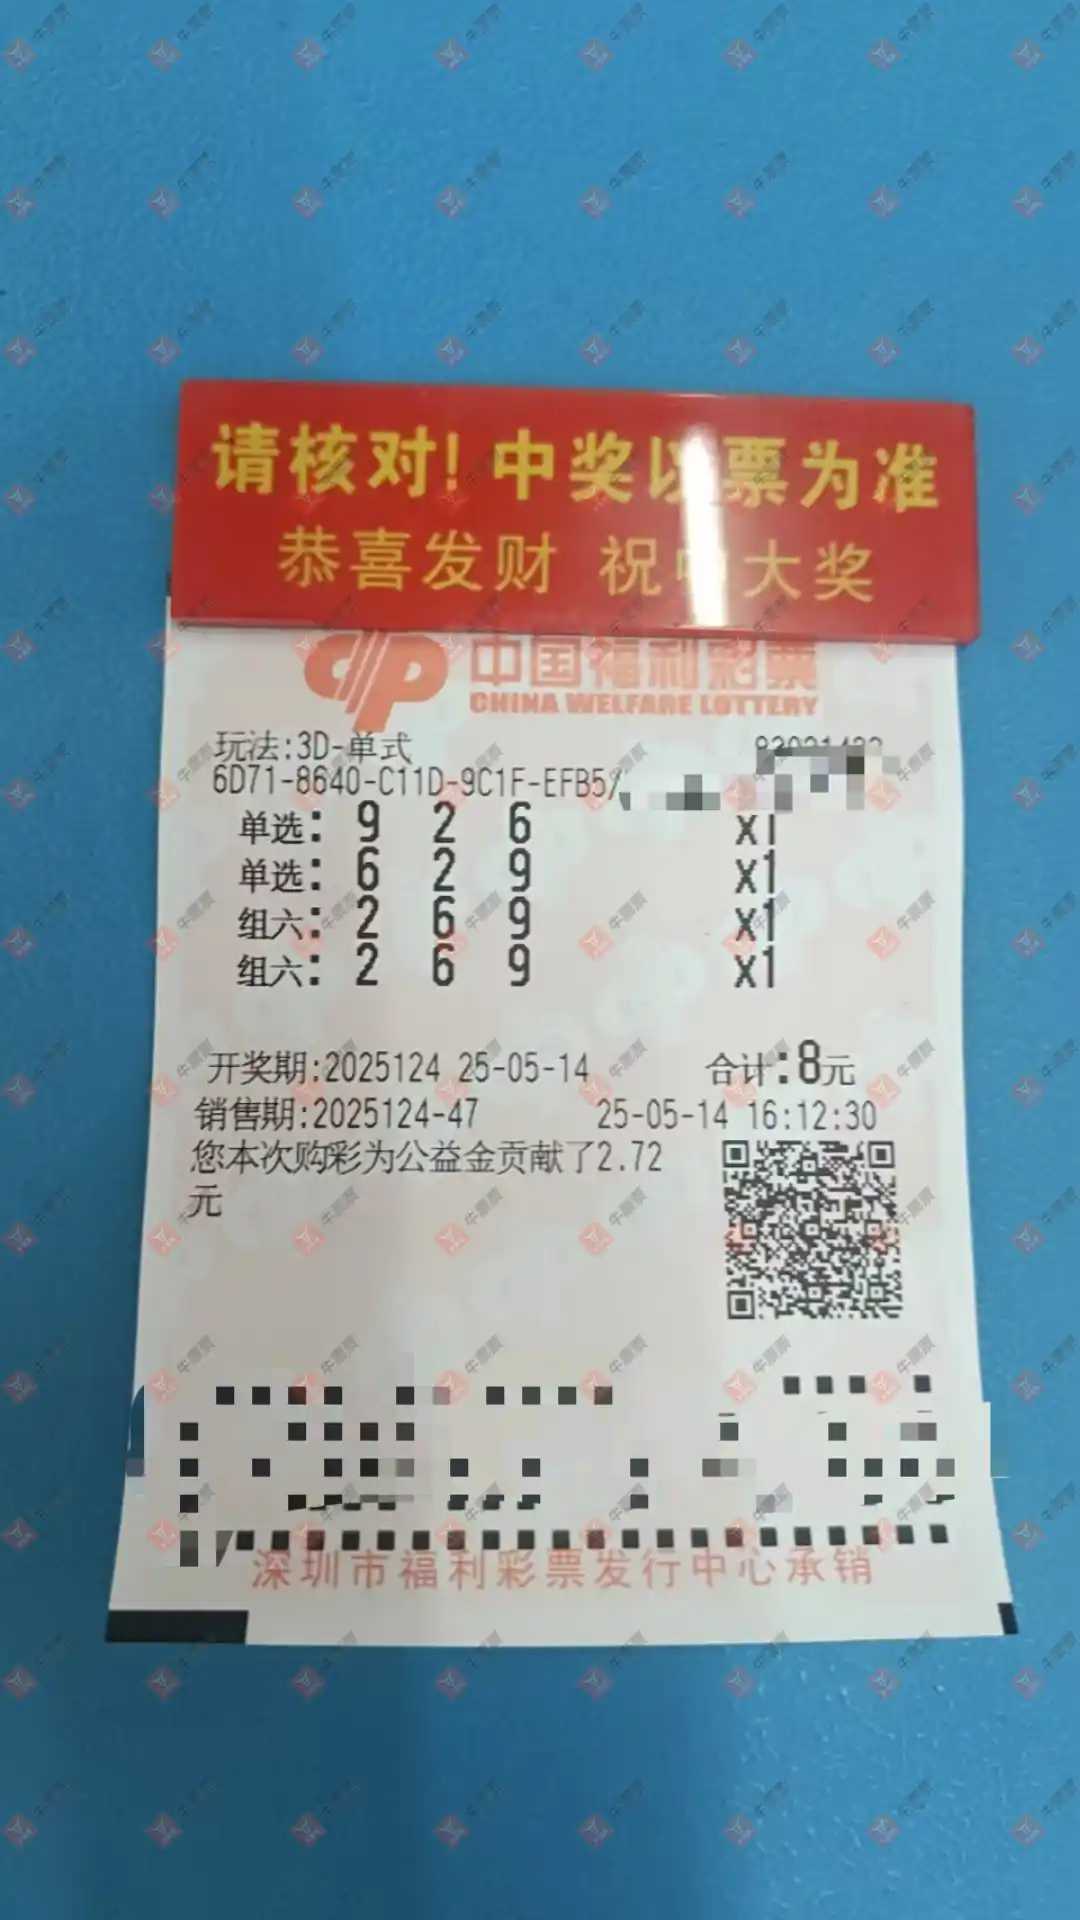 请核对!中奖以票为准
恭喜发财 祝中大奖
中国福利彩票
CHINA WELFARE LOTTERY
玩法:3D-单式
6D71-8640-C11D-9C1F-EFB5/
单选: 9 2 6 X1
单选: 6 2 9 X1
组六: 2 6 9 X1
组六: 2 6 9 X1
开奖期:2025124 25-05-14 合计:8元
销售期:2025124-47 25-05-14 16:12:30
您本次购彩为公益金贡献了2.72
元
深圳市福利彩票发行中心承销